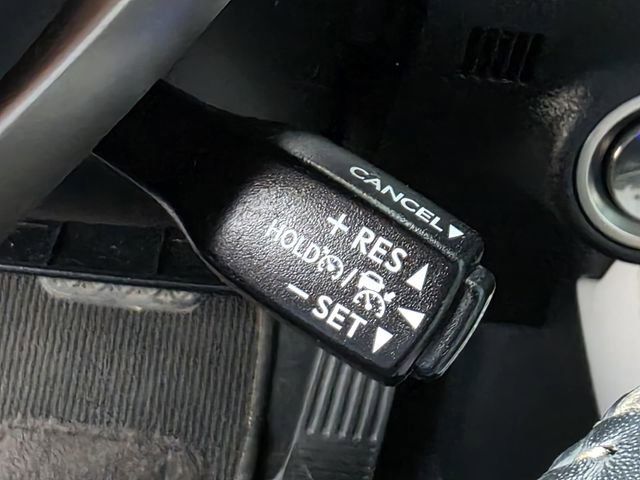 CANCEL
+ RES
HOLD /
- SET